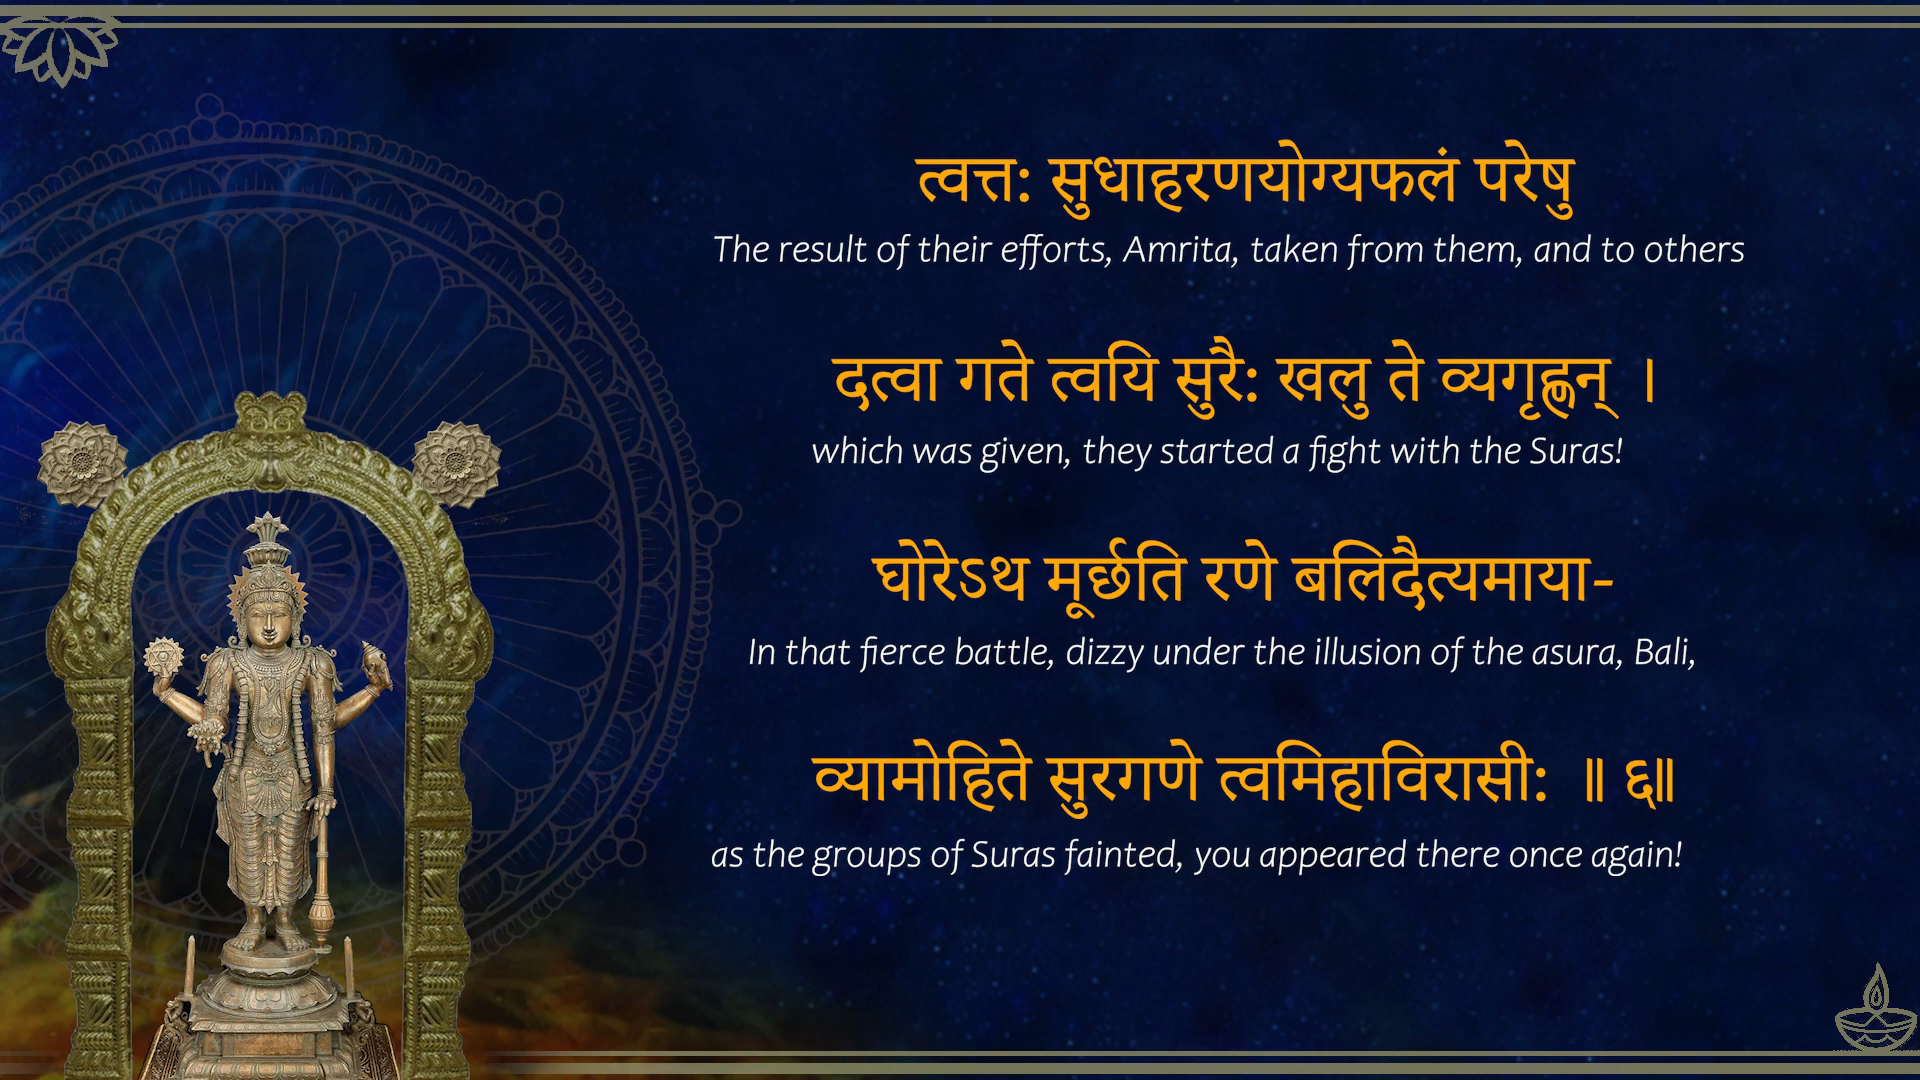 त्वत्त: सुधाहरणयोग्यफलं परेषु
The result of their efforts, Amrita, taken from them, and to others
दत्वा गते त्वयि सुरै: खलु ते व्यगृह्णन् ।
which was given, they started a fight with the Suras!
घोरेऽथ मूर्छति रणे बलिदैत्यमाया-
In that fierce battle, dizzy under the illusion of the asura, Bali,
व्यामोहिते सुरगणे त्वमिहाविरासी: ॥ ६॥
as the groups of Suras fainted, you appeared there once again!